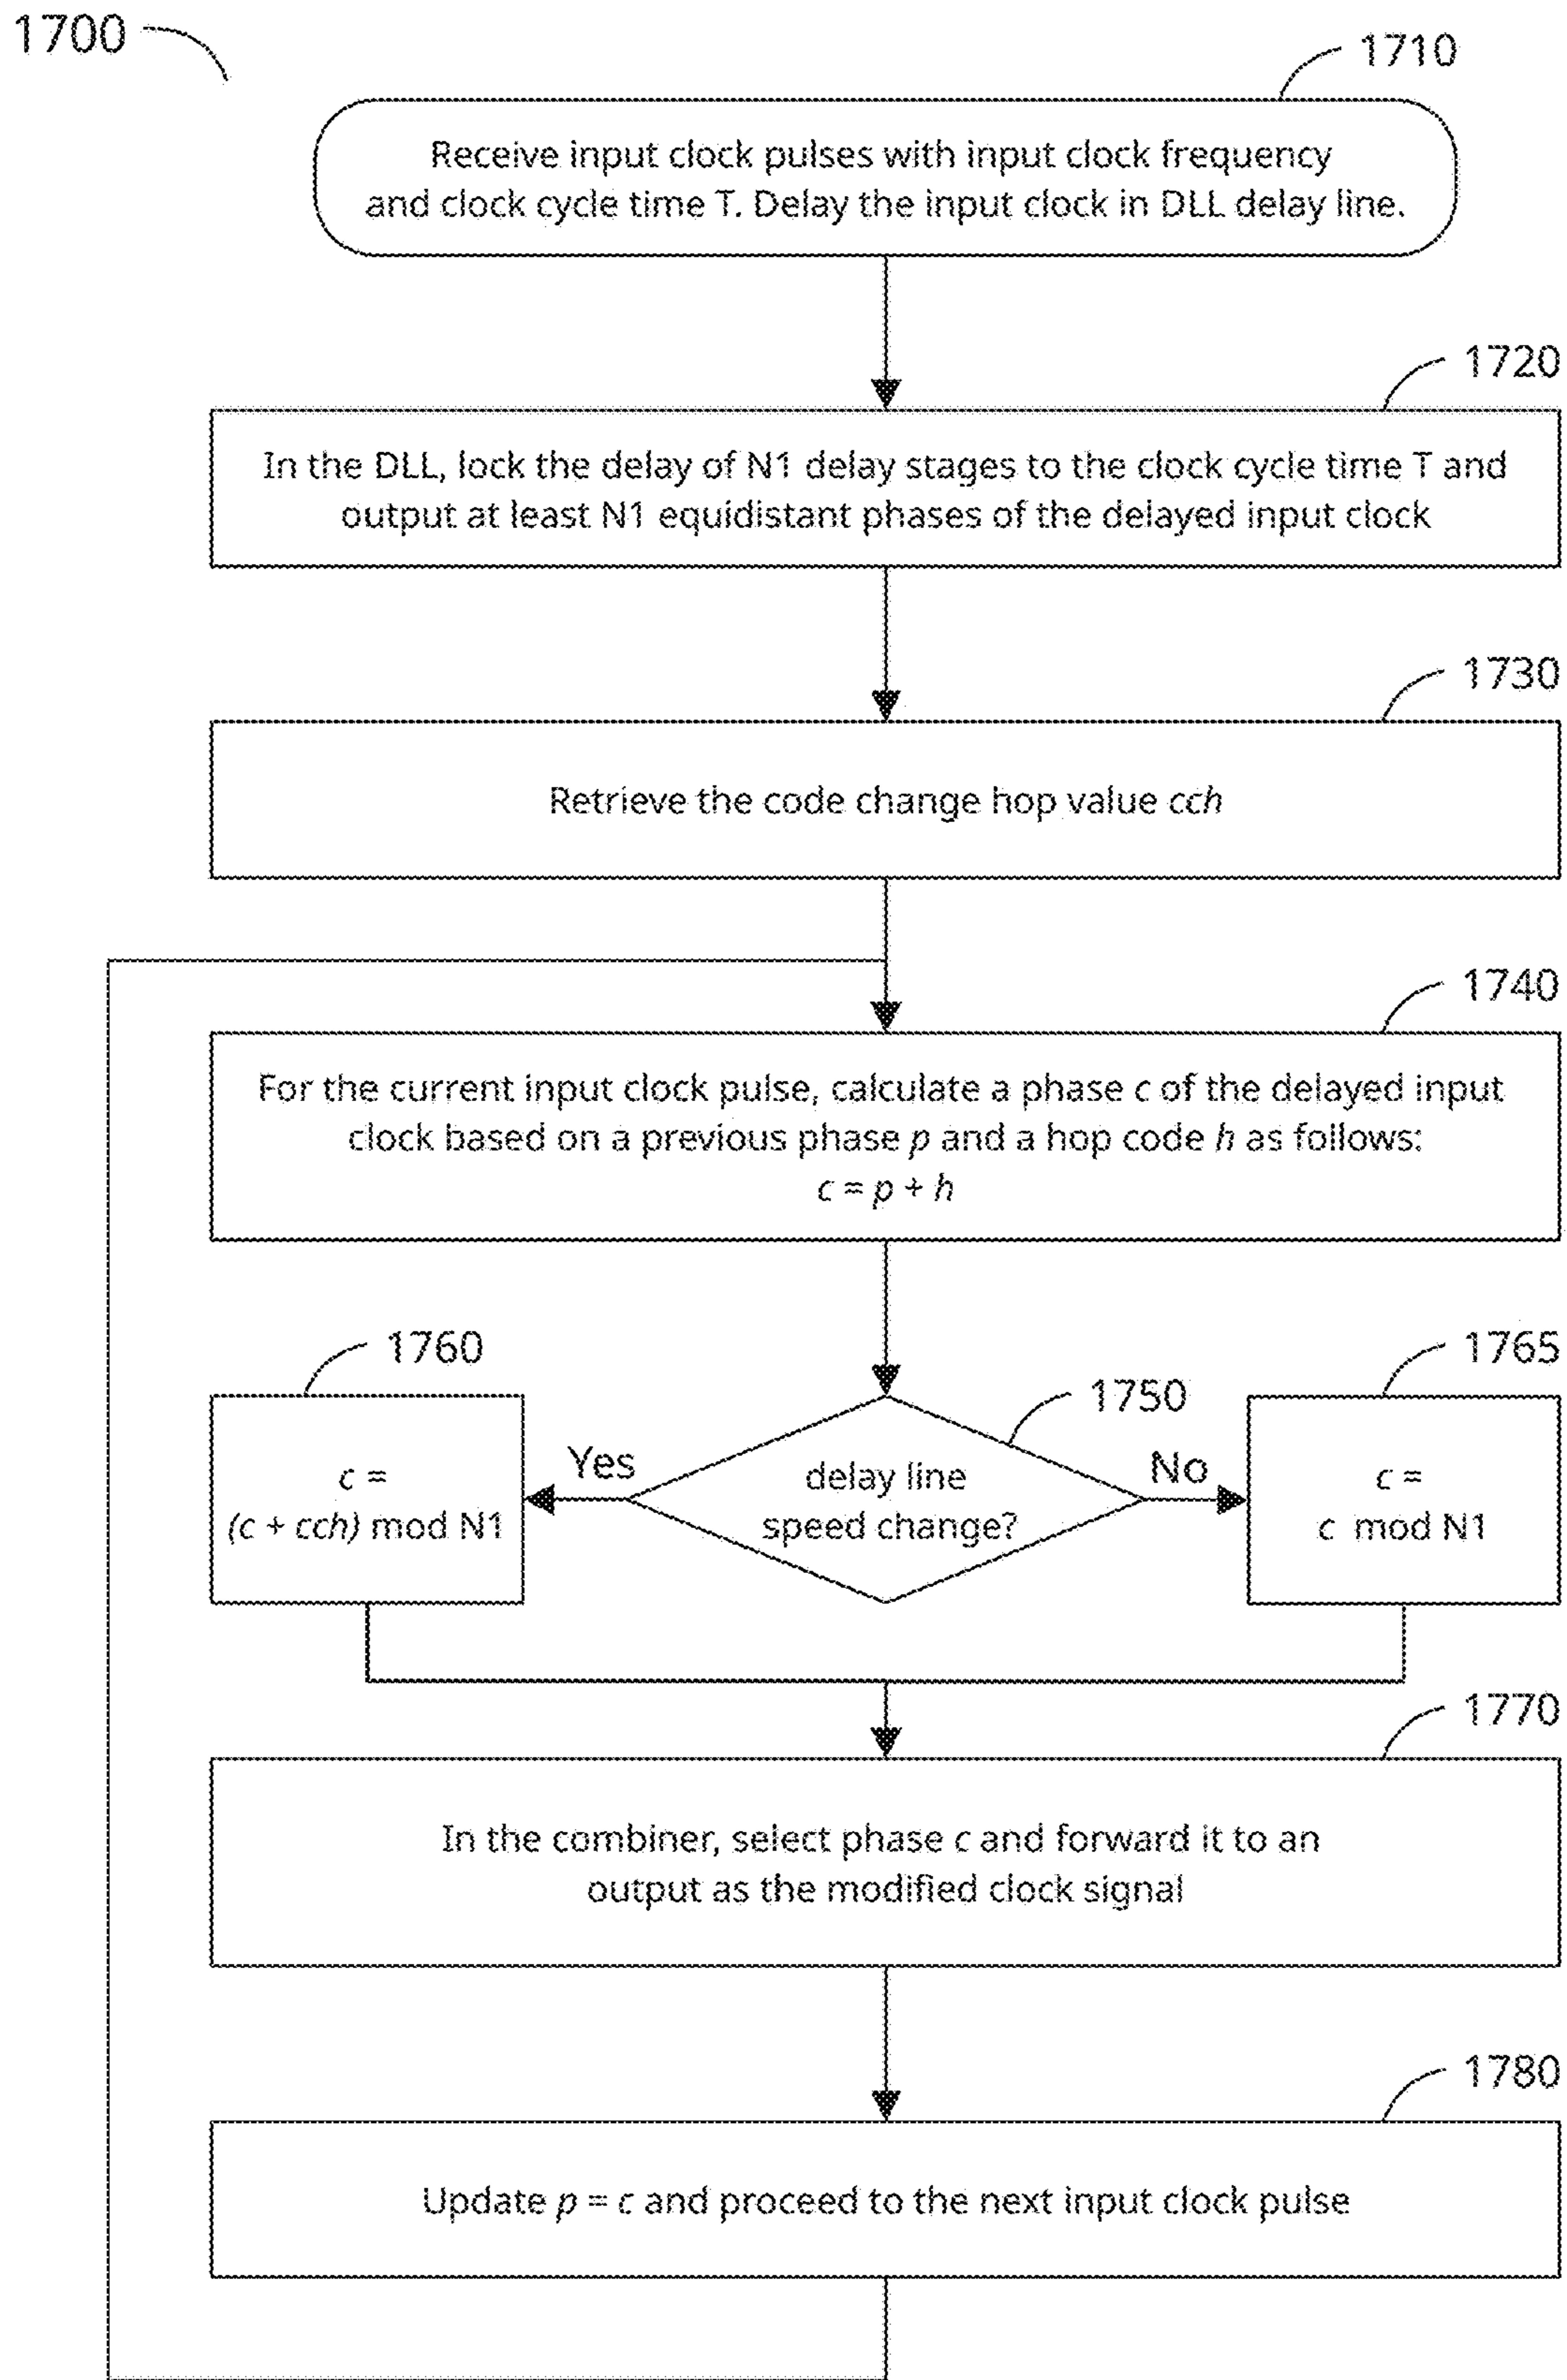 1700
1710
Receive input clock pulses with input clock frequency
and clock cycle time T. Delay the input clock in DLL delay line.
1720
In the DLL, lock the delay of N1 delay stages to the clock cycle time T and
output at least N1 equidistant phases of the delayed input clock
1730
Retrieve the code change hop value cch
1740
For the current input clock pulse, calculate a phase c of the delayed input
clock based on a previous phase p and a hop code h as follows:
c = p + h
1760
1750
1765
Yes
No
c =
(c + cch) mod N1
delay line
speed change?
c =
c mod N1
1770
In the combiner, select phase c and forward it to an
output as the modified clock signal
1780
Update p = c and proceed to the next input clock pulse